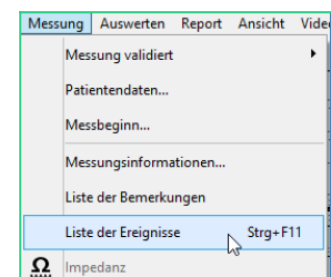 Messung Auswerten Report Ansicht Vide
Messung validiert
Patientendaten...
Messbeginn...
Messungsinformationen...
Liste der Bemerkungen
Liste der Ereignisse Strg+F11
Ω Impedanz